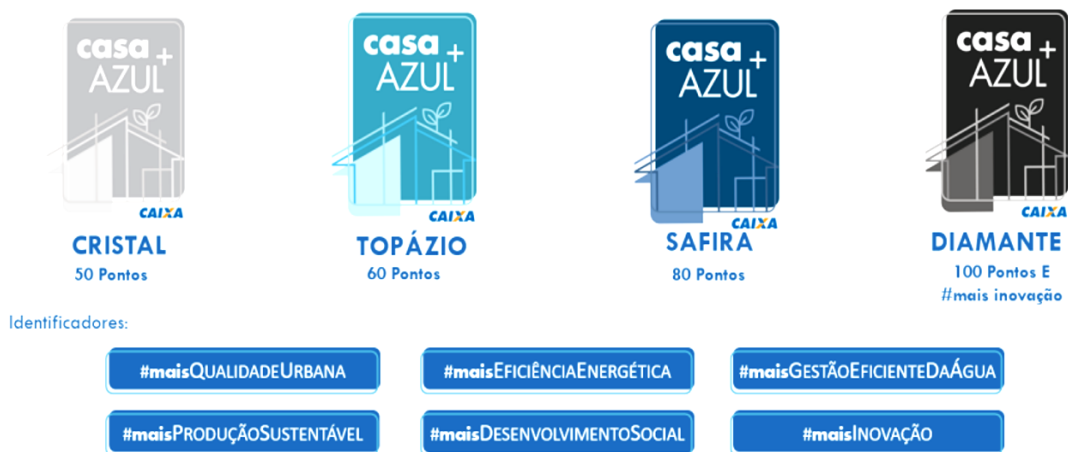 casa +
AZUL
CAIXA
CRISTAL
50 Pontos
casa +
AZUL
CAIXA
TOPÁZIO
60 Pontos
casa +
AZUL
CAIXA
SAFIRA
80 Pontos
casa +
AZUL
CAIXA
DIAMANTE
100 Pontos E
#mais inovação
Identificadores:
#maisQUALIDADEURBANA
#maisEFICIÊNCIAENERGÉTICA
#maisGESTÃOEFICIENTEDAÁGUA
#maisPRODUÇÃOSUSTENTÁVEL
#maisDESENVOLVIMENTOSOCIAL
#maisINOVAÇÃO